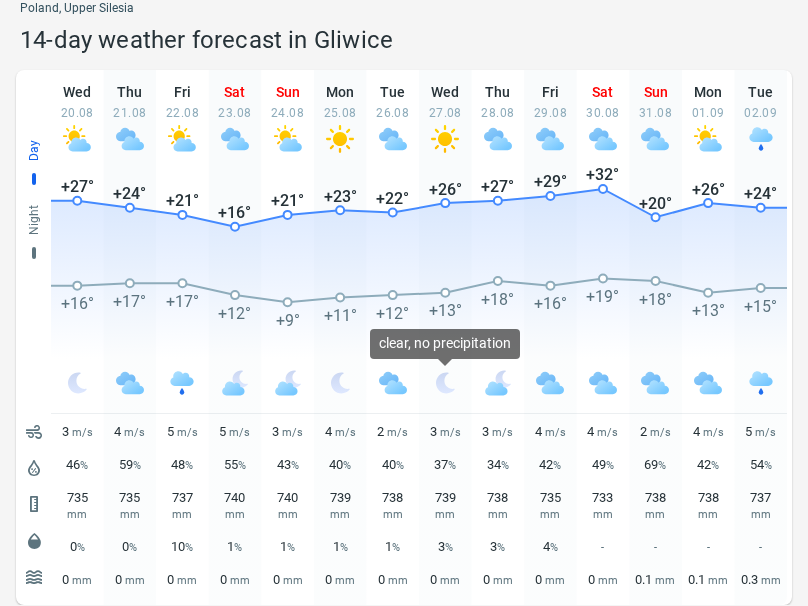 Poland, Upper Silesia
14-day weather forecast in Gliwice
Wed Thu Fri Sat Sun Mon Tue Wed Thu Fri Sat Sun Mon Tue
20.08 21.08 22.08 23.08 24.08 25.08 26.08 27.08 28.08 29.08 30.08 31.08 01.09 02.09
Day
+27° +24° +21° +16° +21° +23° +22° +26° +27° +29° +32° +20° +26° +24°
Night
+16° +17° +17° +12° +9° +11° +12° +13° +18° +16° +19° +18° +13° +15°
clear, no precipitation
3 m/s 4 m/s 5 m/s 5 m/s 3 m/s 4 m/s 2 m/s 3 m/s 3 m/s 4 m/s 4 m/s 2 m/s 4 m/s 5 m/s
46% 59% 48% 55% 43% 40% 40% 37% 34% 42% 49% 69% 42% 54%
735 735 737 740 740 739 738 739 738 735 733 738 738 737
mm mm mm mm mm mm mm mm mm mm mm mm mm mm
0% 0% 10% 1% 1% 1% 1% 3% 3% 4% - - - -
0 mm 0 mm 0 mm 0 mm 0 mm 0 mm 0 mm 0 mm 0 mm 0 mm 0 mm 0.1 mm 0.1 mm 0.3 mm